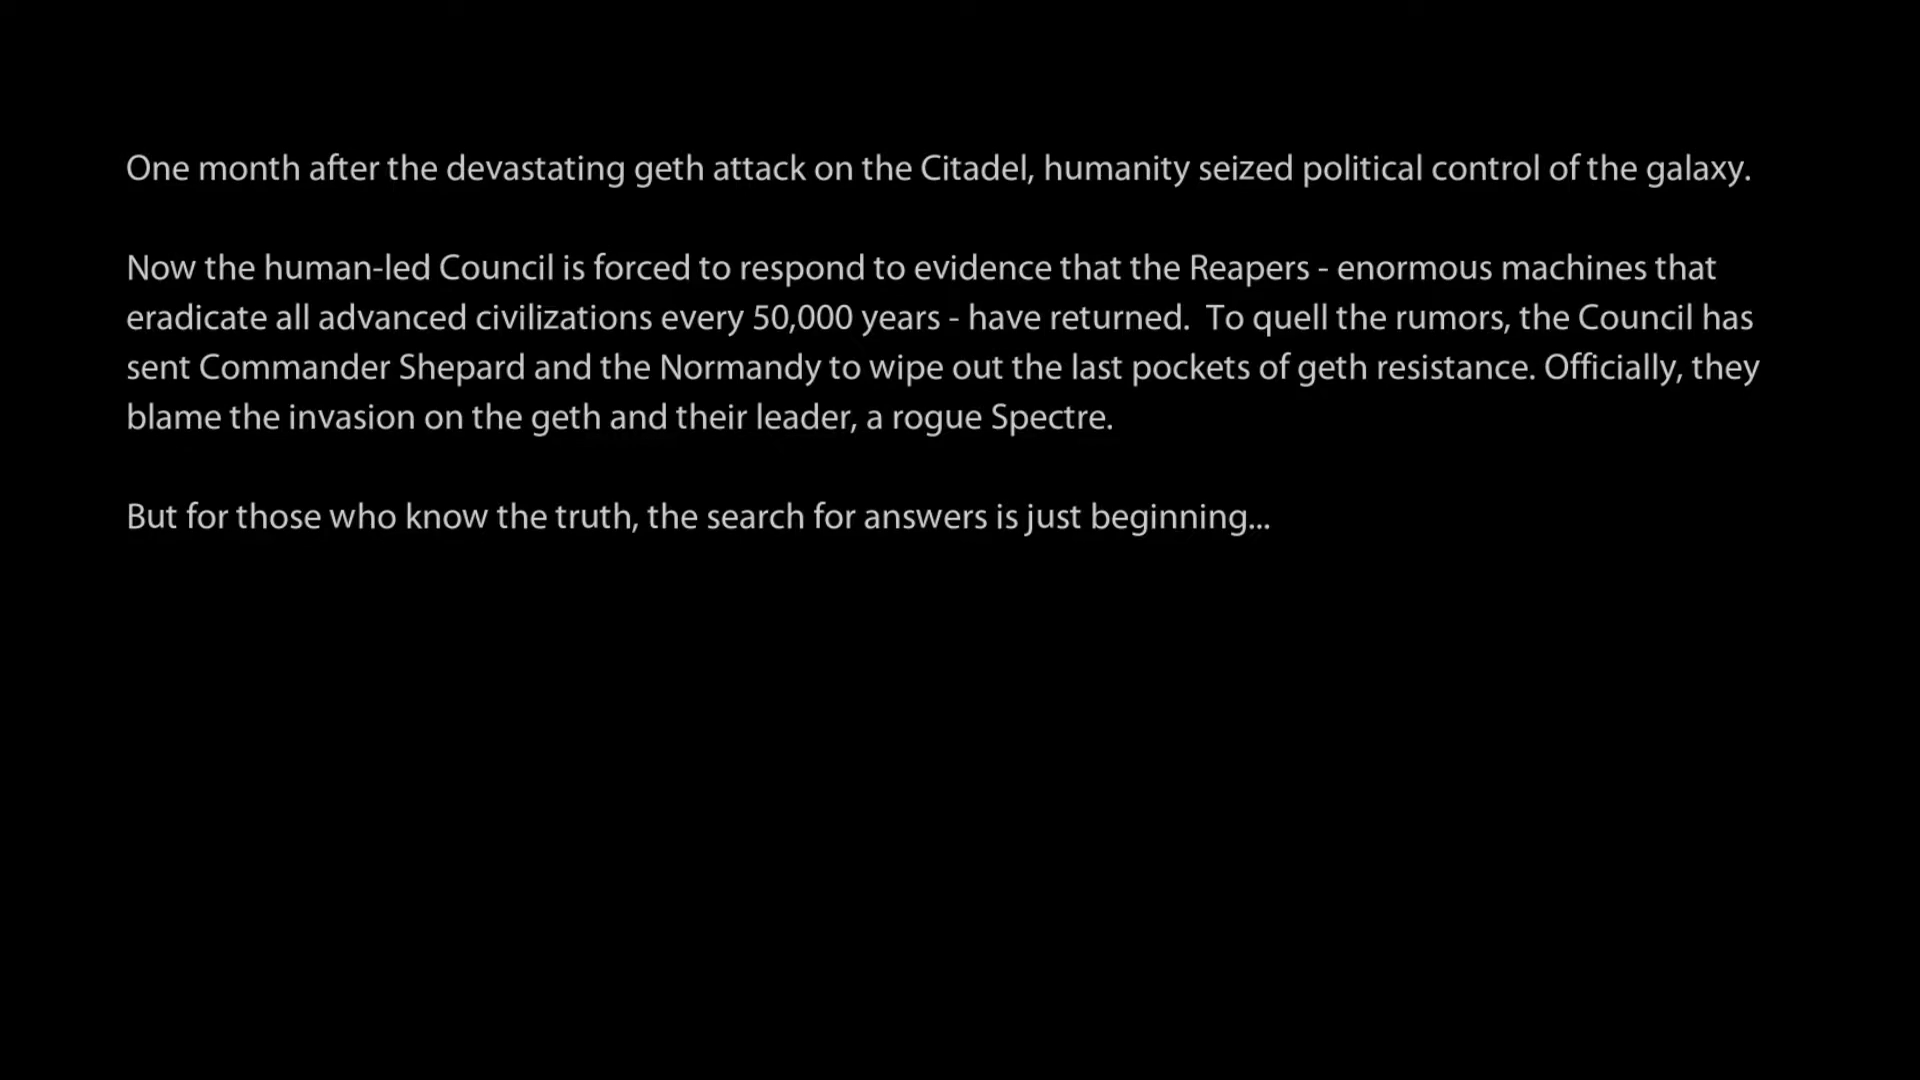 One month after the devastating geth attack on the Citadel, humanity seized political control of the galaxy.
Now the human-led Council is forced to respond to evidence that the Reapers - enormous machines that
eradicate all advanced civilizations every 50,000 years - have returned.  To quell the rumors, the Council has
sent Commander Shepard and the Normandy to wipe out the last pockets of geth resistance. Officially, they
blame the invasion on the geth and their leader, a rogue Spectre.
But for those who know the truth, the search for answers is just beginning...